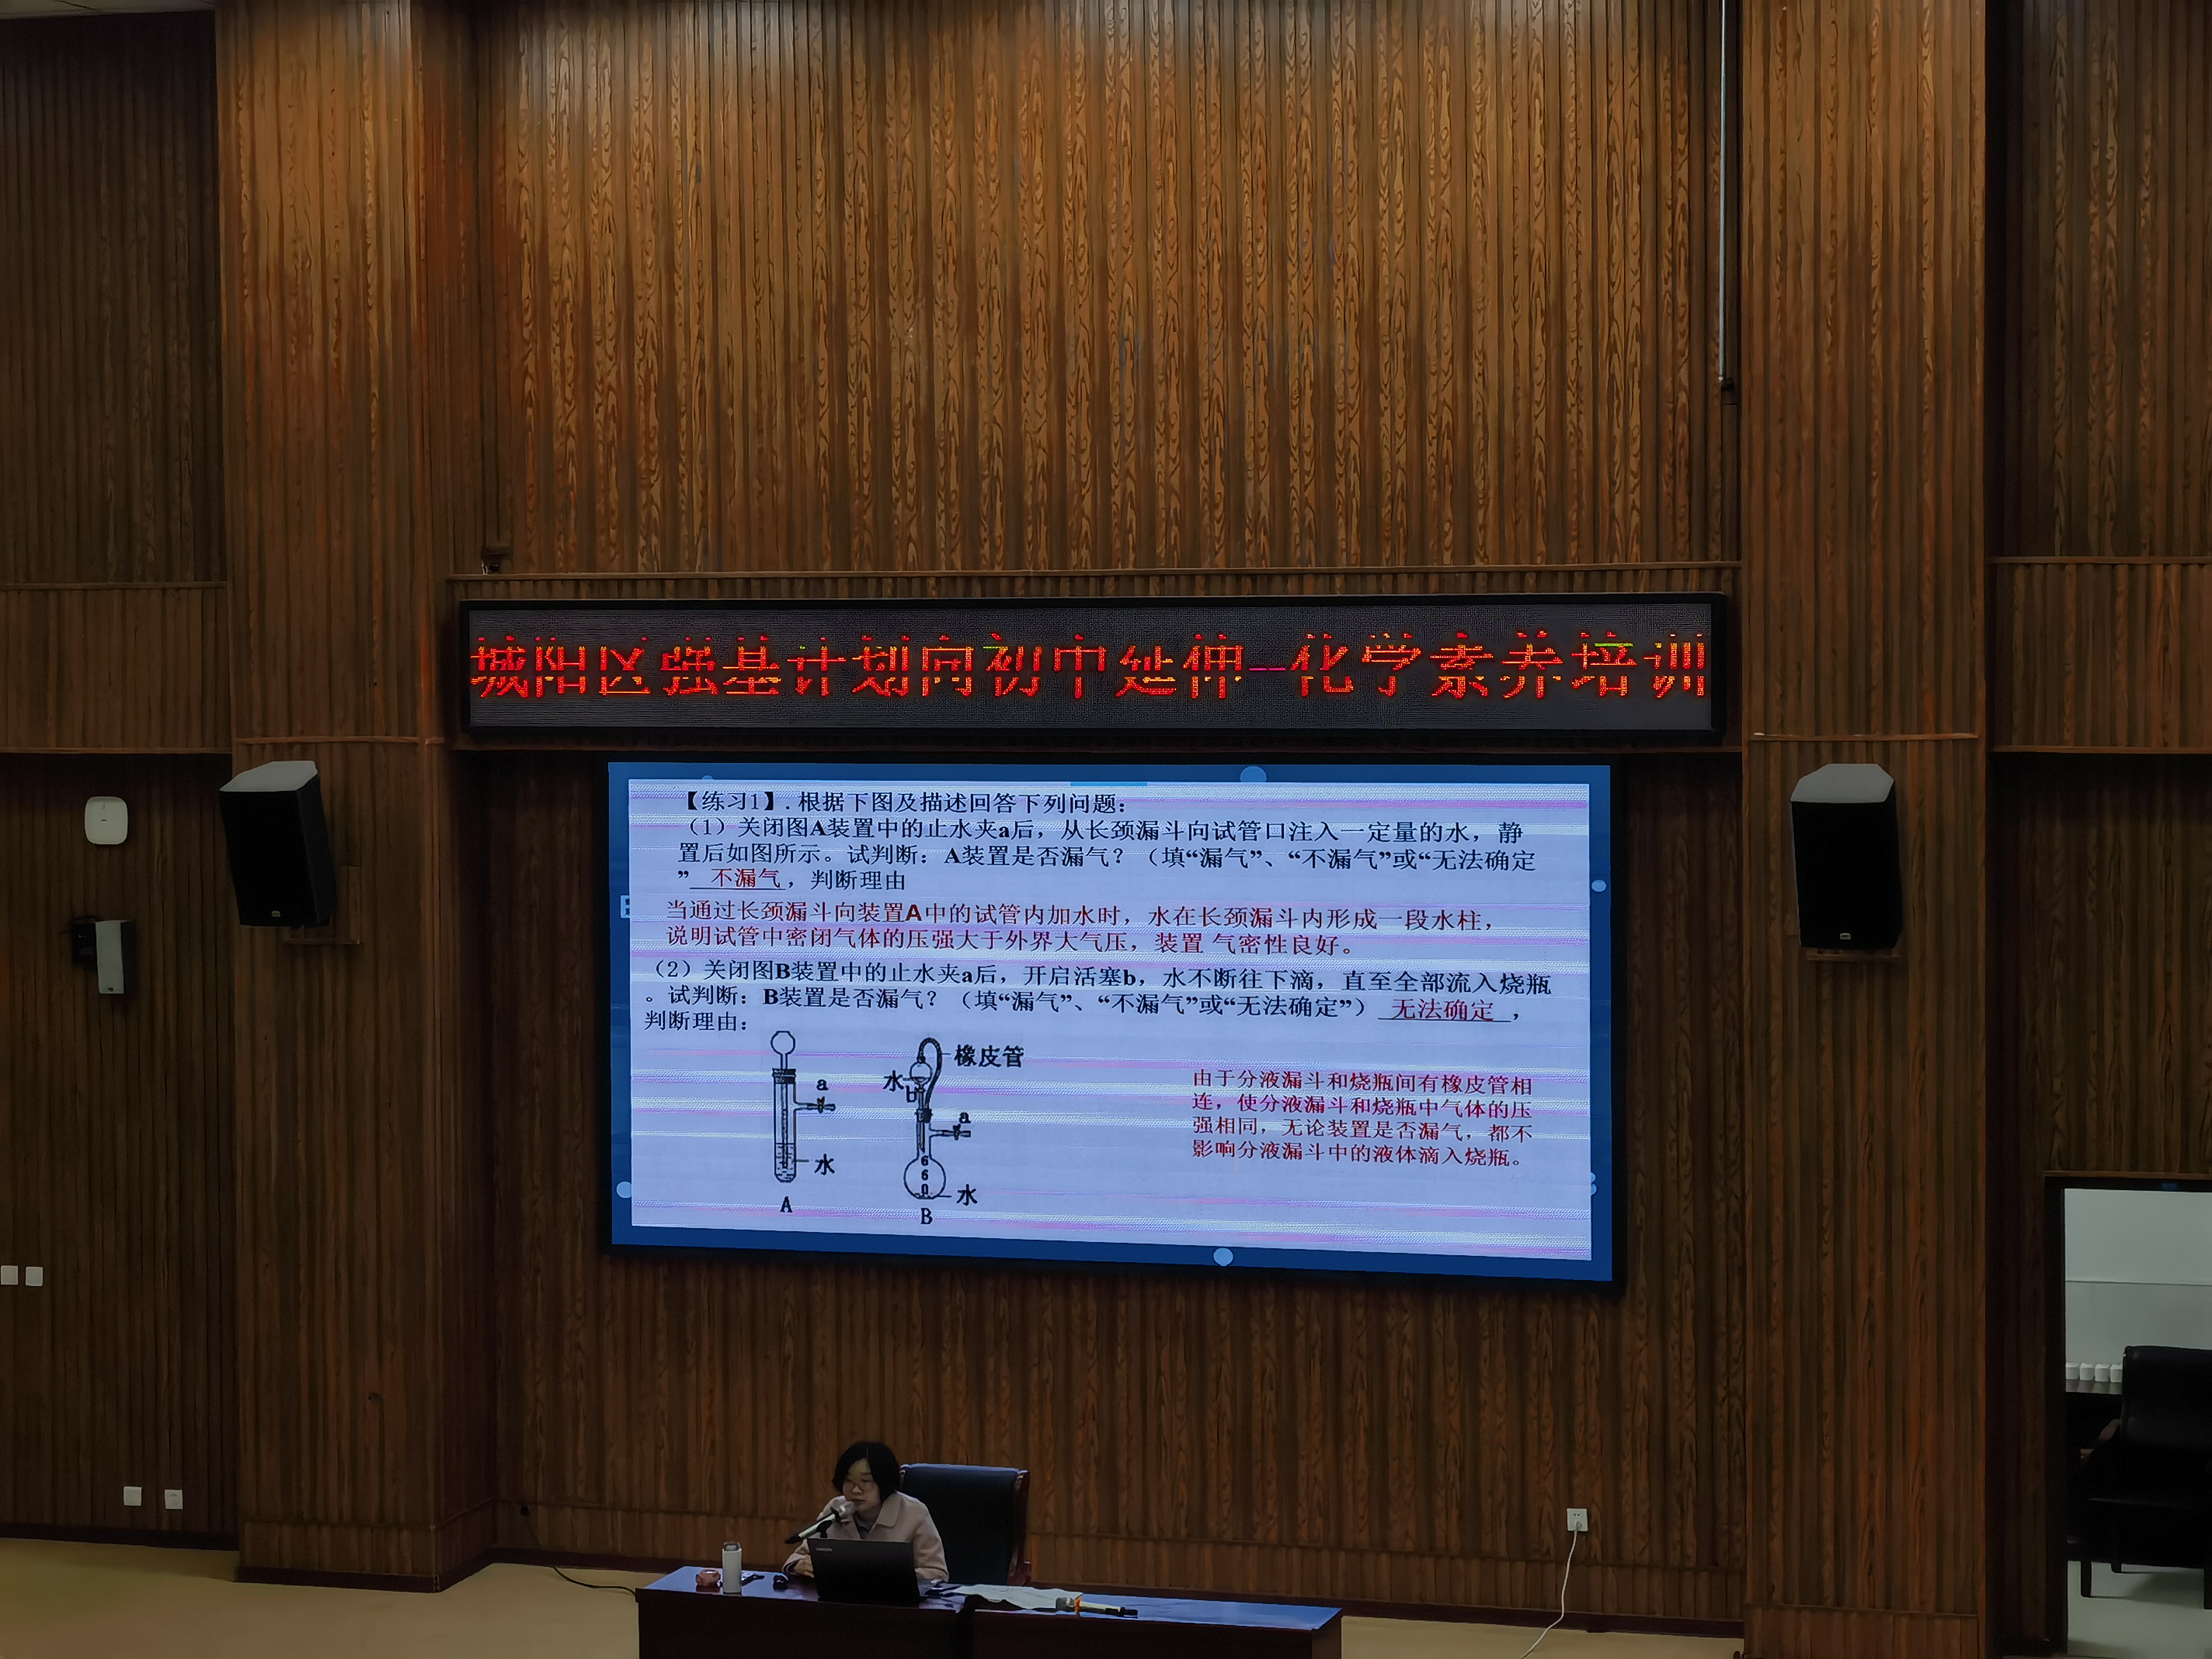 城阳区强基计划向初中延伸--化学素养培训
【练习1】.根据下图及描述回答下列问题：
（1）关闭图A装置中的止水夹a后，从长颈漏斗向试管口注入一定量的水，静
置后如图所示。试判断：A装置是否漏气？（填“漏气”、“不漏气”或“无法确定
” 不漏气 ，判断理由
当通过长颈漏斗向装置A中的试管内加水时，水在长颈漏斗内形成一段水柱，
说明试管中密闭气体的压强大于外界大气压，装置 气密性良好。
（2）关闭图B装置中的止水夹a后，开启活塞b，水不断往下滴，直至全部流入烧瓶
。试判断：B装置是否漏气？（填“漏气”、“不漏气”或“无法确定”） 无法确定 ，
判断理由：
橡皮管
水
b
a
a
水
水
A
B
由于分液漏斗和烧瓶间有橡皮管相
连，使分液漏斗和烧瓶中气体的压
强相同，无论装置是否漏气，都不
影响分液漏斗中的液体滴入烧瓶。